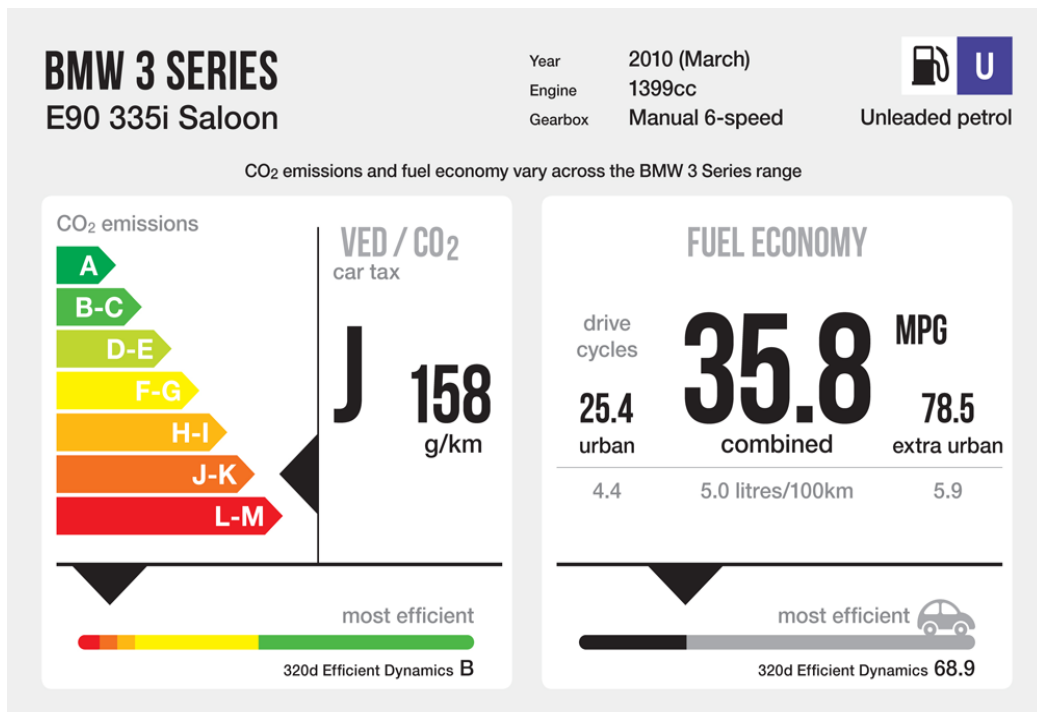 BMW 3 SERIES
E90 335i Saloon
Year 2010 (March)
Engine 1399cc
Gearbox Manual 6-speed
U
Unleaded petrol
CO₂ emissions and fuel economy vary across the BMW 3 Series range
CO₂ emissions
A
B-C
D-E
F-G
H-I
J-K
L-M
VED / CO₂
car tax
J 158
g/km
most efficient
320d Efficient Dynamics B
FUEL ECONOMY
drive
cycles
35.8 MPG
25.4 78.5
urban combined extra urban
4.4 5.0 litres/100km 5.9
most efficient
320d Efficient Dynamics 68.9